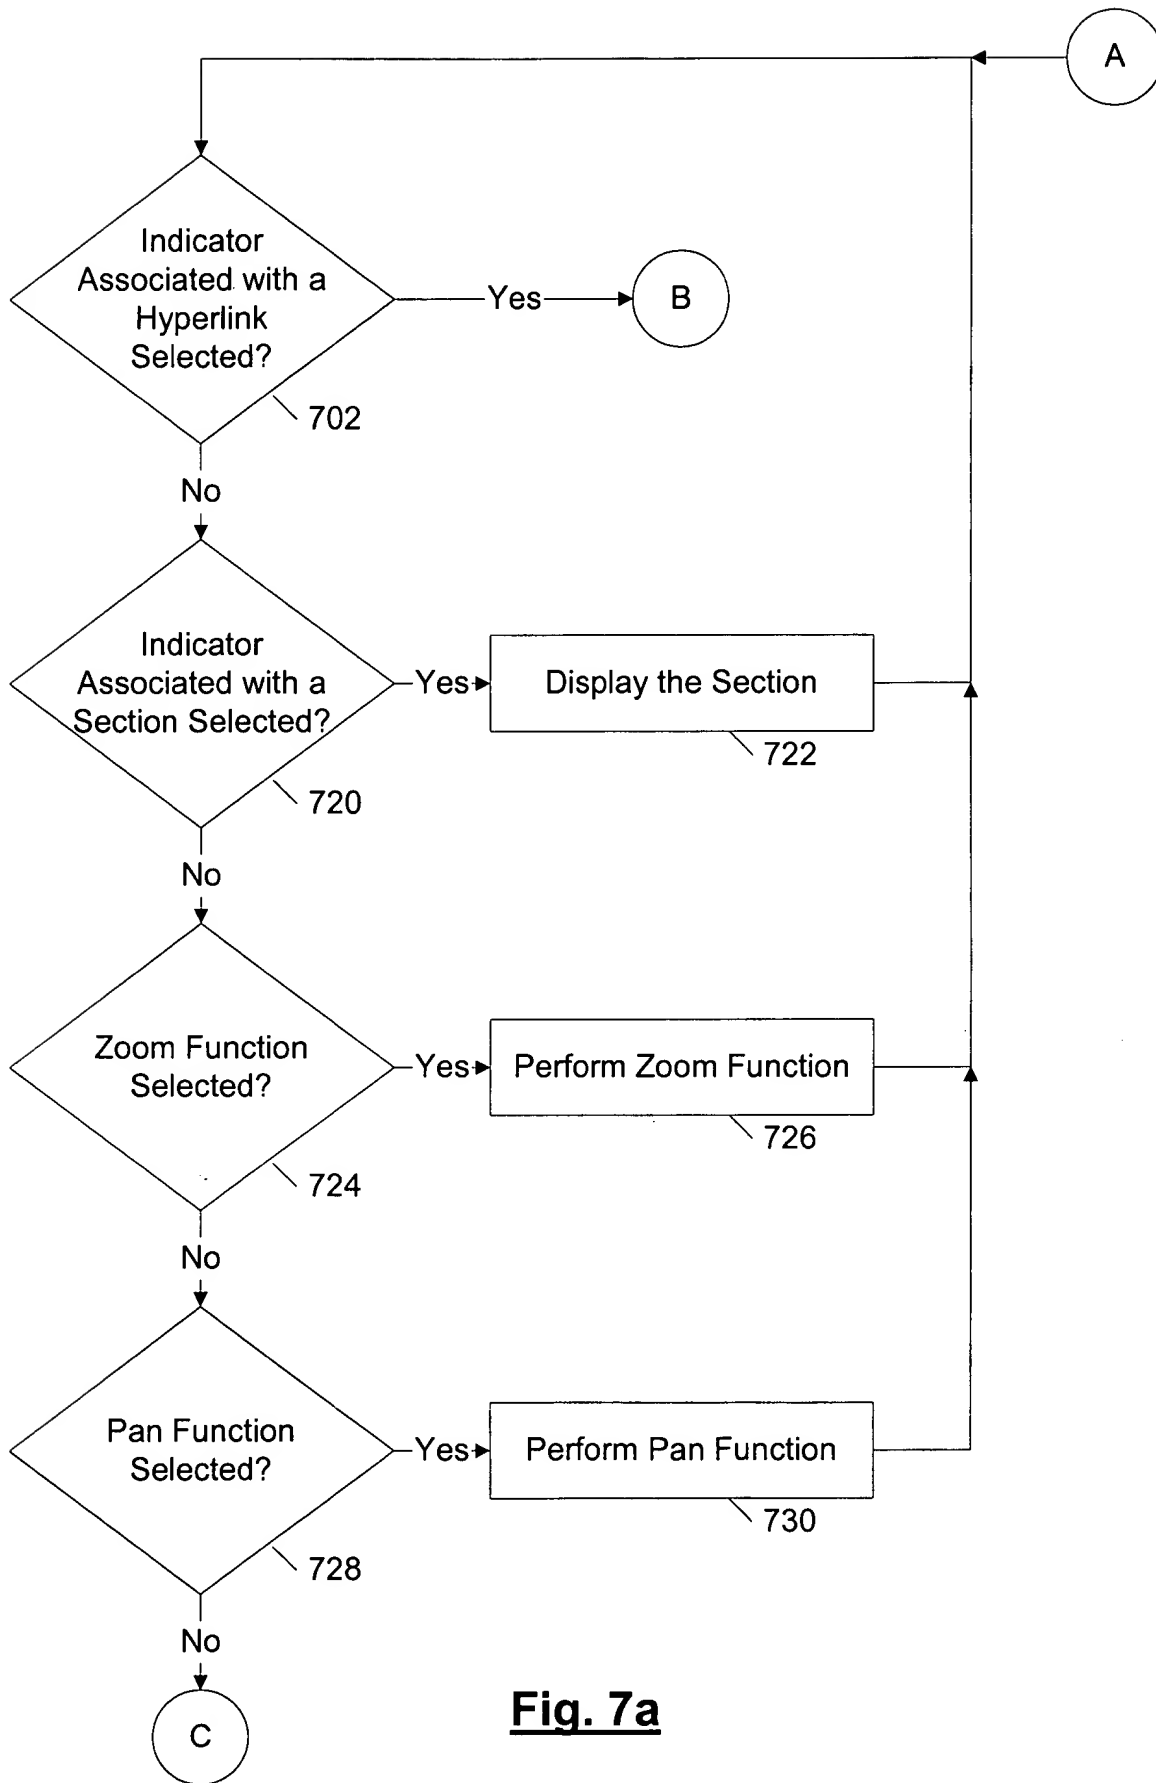 A
Indicator
Associated with a
Hyperlink
Selected?
Yes
B
702
No
Indicator
Associated with a
Section Selected?
Yes
Display the Section
722
720
No
Zoom Function
Selected?
Yes
Perform Zoom Function
726
724
No
Pan Function
Selected?
Yes
Perform Pan Function
730
728
No
C
Fig. 7a